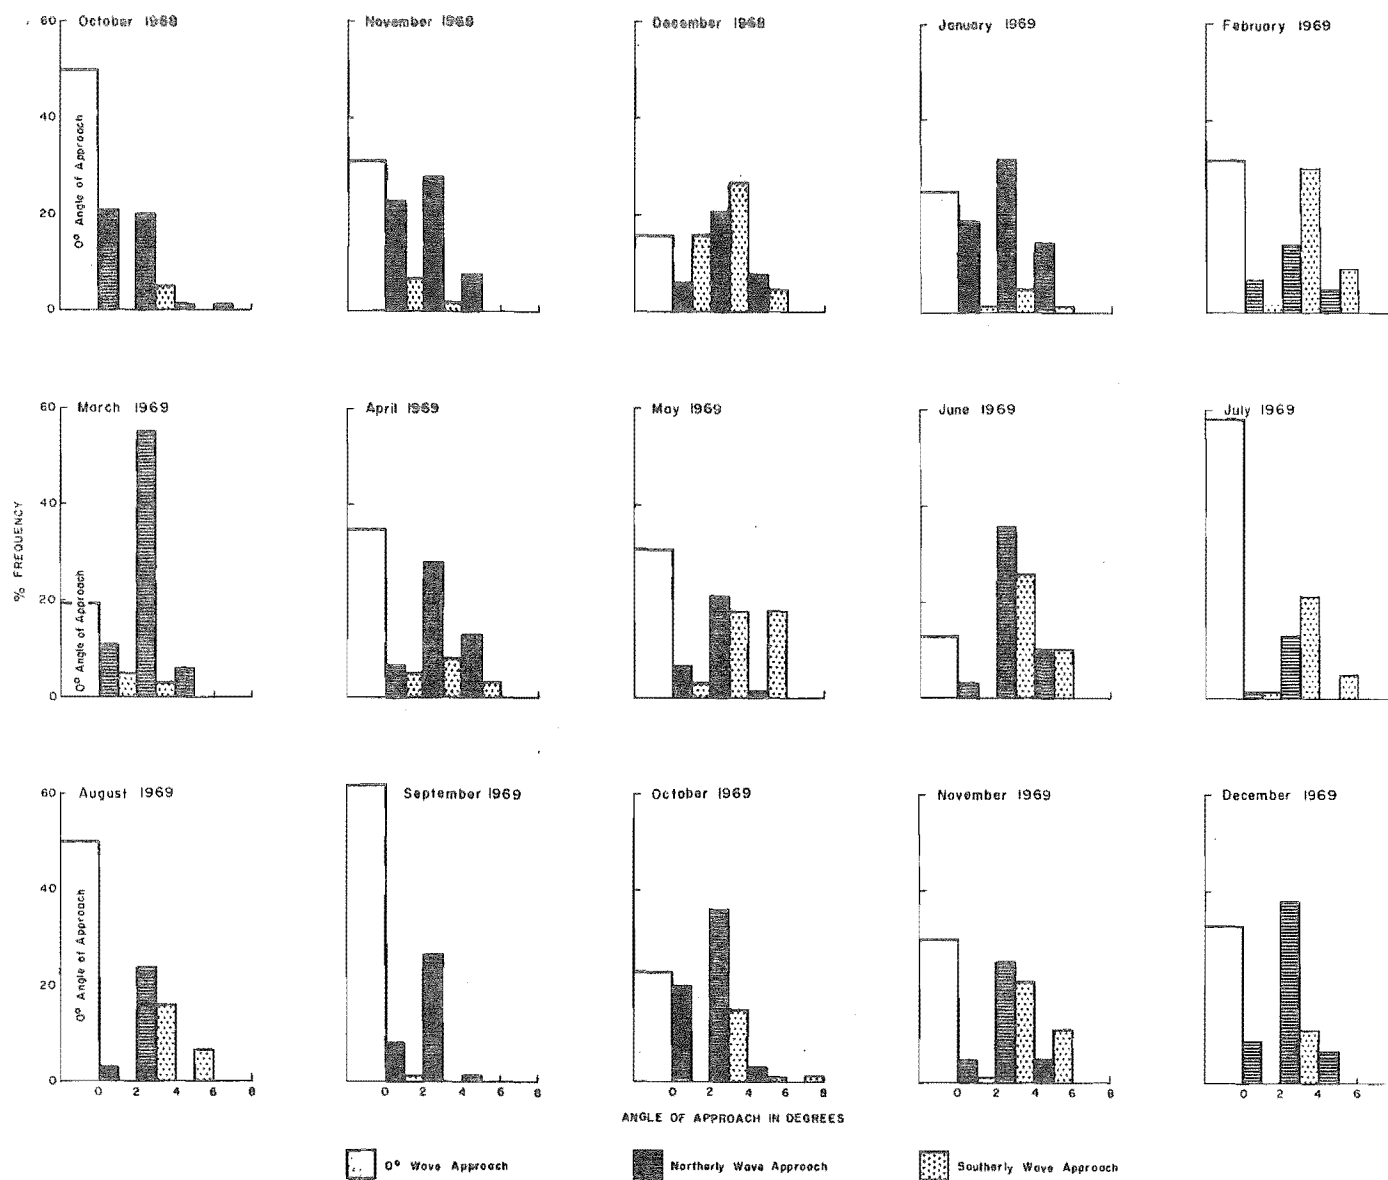 October 1968
November 1968
December 1968
January 1969
February 1969
60
40
20
0
0° Angle of Approach
March 1969
April 1969
May 1969
June 1969
July 1969
% FREQUENCY
60
40
20
0
0° Angle of Approach
August 1969
September 1969
October 1969
November 1969
December 1969
60
40
20
0
0° Angle of Approach
0 2 4 6 8
0 2 4 6 8
0 2 4 6 8
0 2 4 6 8
0 2 4 6
ANGLE OF APPROACH IN DEGREES
0° Wave Approach
Northerly Wave Approach
Southerly Wave Approach